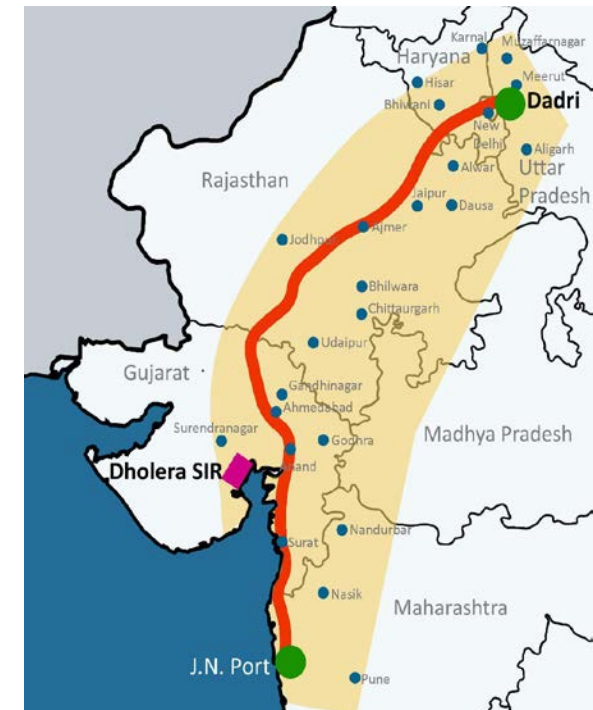 Karnal
Muzaffarnagar
Haryana
Hisar
Meerut
Bhiwani
Dadri
New
Delhi
Aligarh
Alwar
Uttar
Pradesh
Rajasthan
Jaipur
Dausa
Ajmer
Jodhpur
Bhilwara
Chittaurgarh
Udaipur
Gujarat
Gandhinagar
Ahmedabad
Surendranagar
Godhra
Madhya Pradesh
Anand
Dholera SIR
Nandurbar
Surat
Nasik
Maharashtra
J.N. Port
Pune